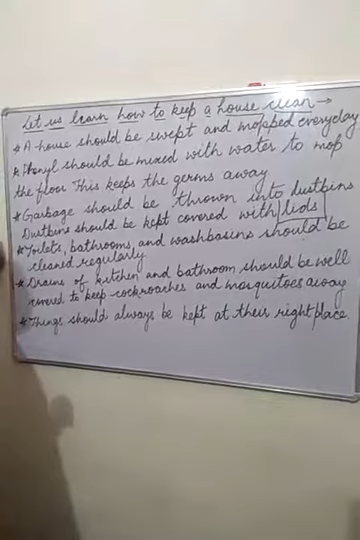 Let us learn how to keep a house clean →
* A house should be swept and mopped everyday
* Phenyl should be mixed with water to mop
the floor This keeps the germs away
* Garbage should be thrown into dustbins
Dustbins should be kept covered with lids
* Toilets, bathrooms, and washbasins should be
cleaned regularly
* Drains of kitchen and bathroom should be well
covered to keep cockroaches and mosquitoes away
* Things should always be kept at their right place